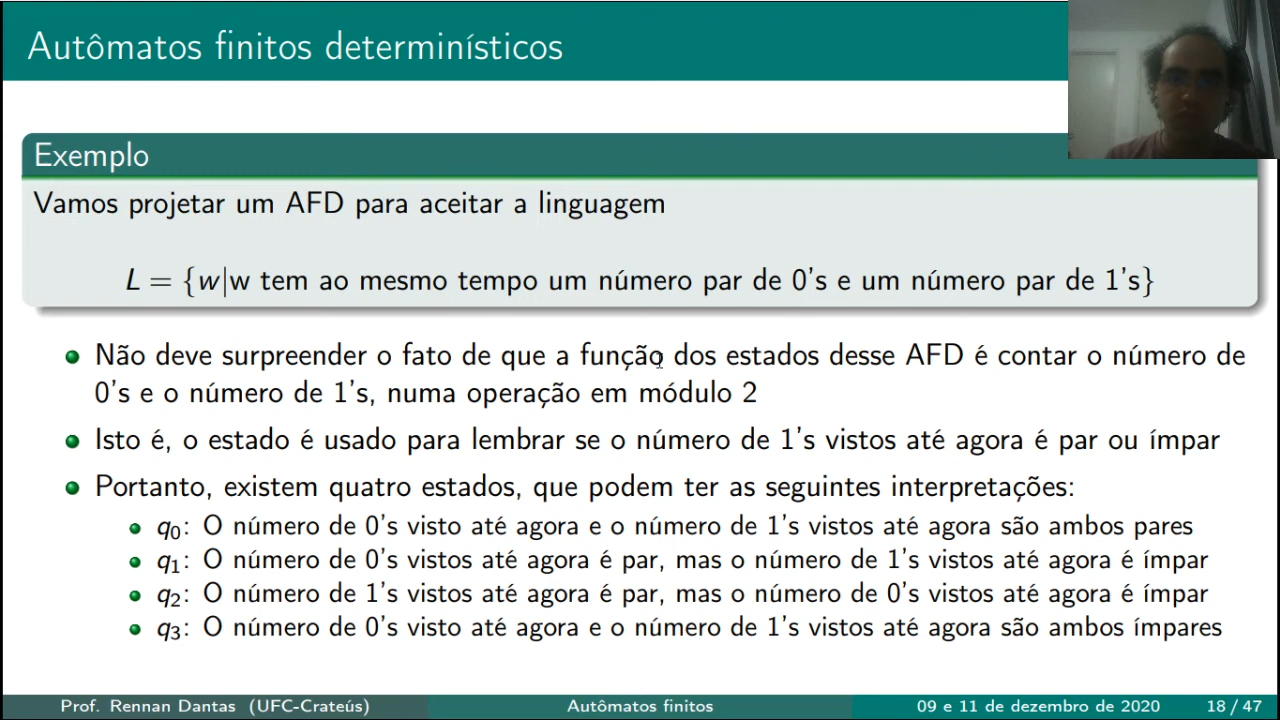 Autômatos finitos determinísticos
Exemplo
Vamos projetar um AFD para aceitar a linguagem
L = {w|w tem ao mesmo tempo um número par de 0's e um número par de 1's}
Não deve surpreender o fato de que a função dos estados desse AFD é contar o número de
0's e o número de 1's, numa operação em módulo 2
Isto é, o estado é usado para lembrar se o número de 1's vistos até agora é par ou ímpar
Portanto, existem quatro estados, que podem ter as seguintes interpretações:
q₀: O número de 0's visto até agora e o número de 1's vistos até agora são ambos pares
q₁: O número de 0's vistos até agora é par, mas o número de 1's vistos até agora é ímpar
q₂: O número de 1's vistos até agora é par, mas o número de 0's vistos até agora é ímpar
q₃: O número de 0's visto até agora e o número de 1's vistos até agora são ambos ímpares
Prof. Rennan Dantas (UFC-Crateús) Autômatos finitos 09 e 11 de dezembro de 2020 18 / 47